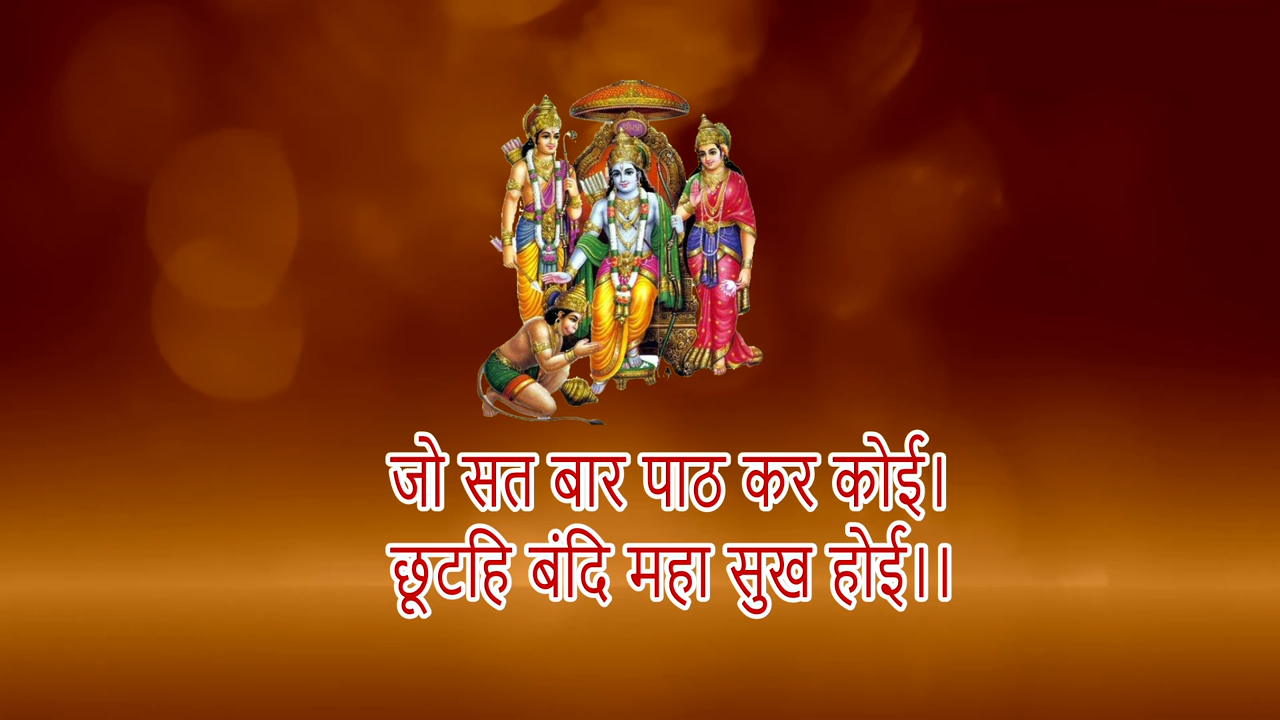 जो सत बार पाठ कर कोई।
छूटहि बंदि महा सुख होई।।